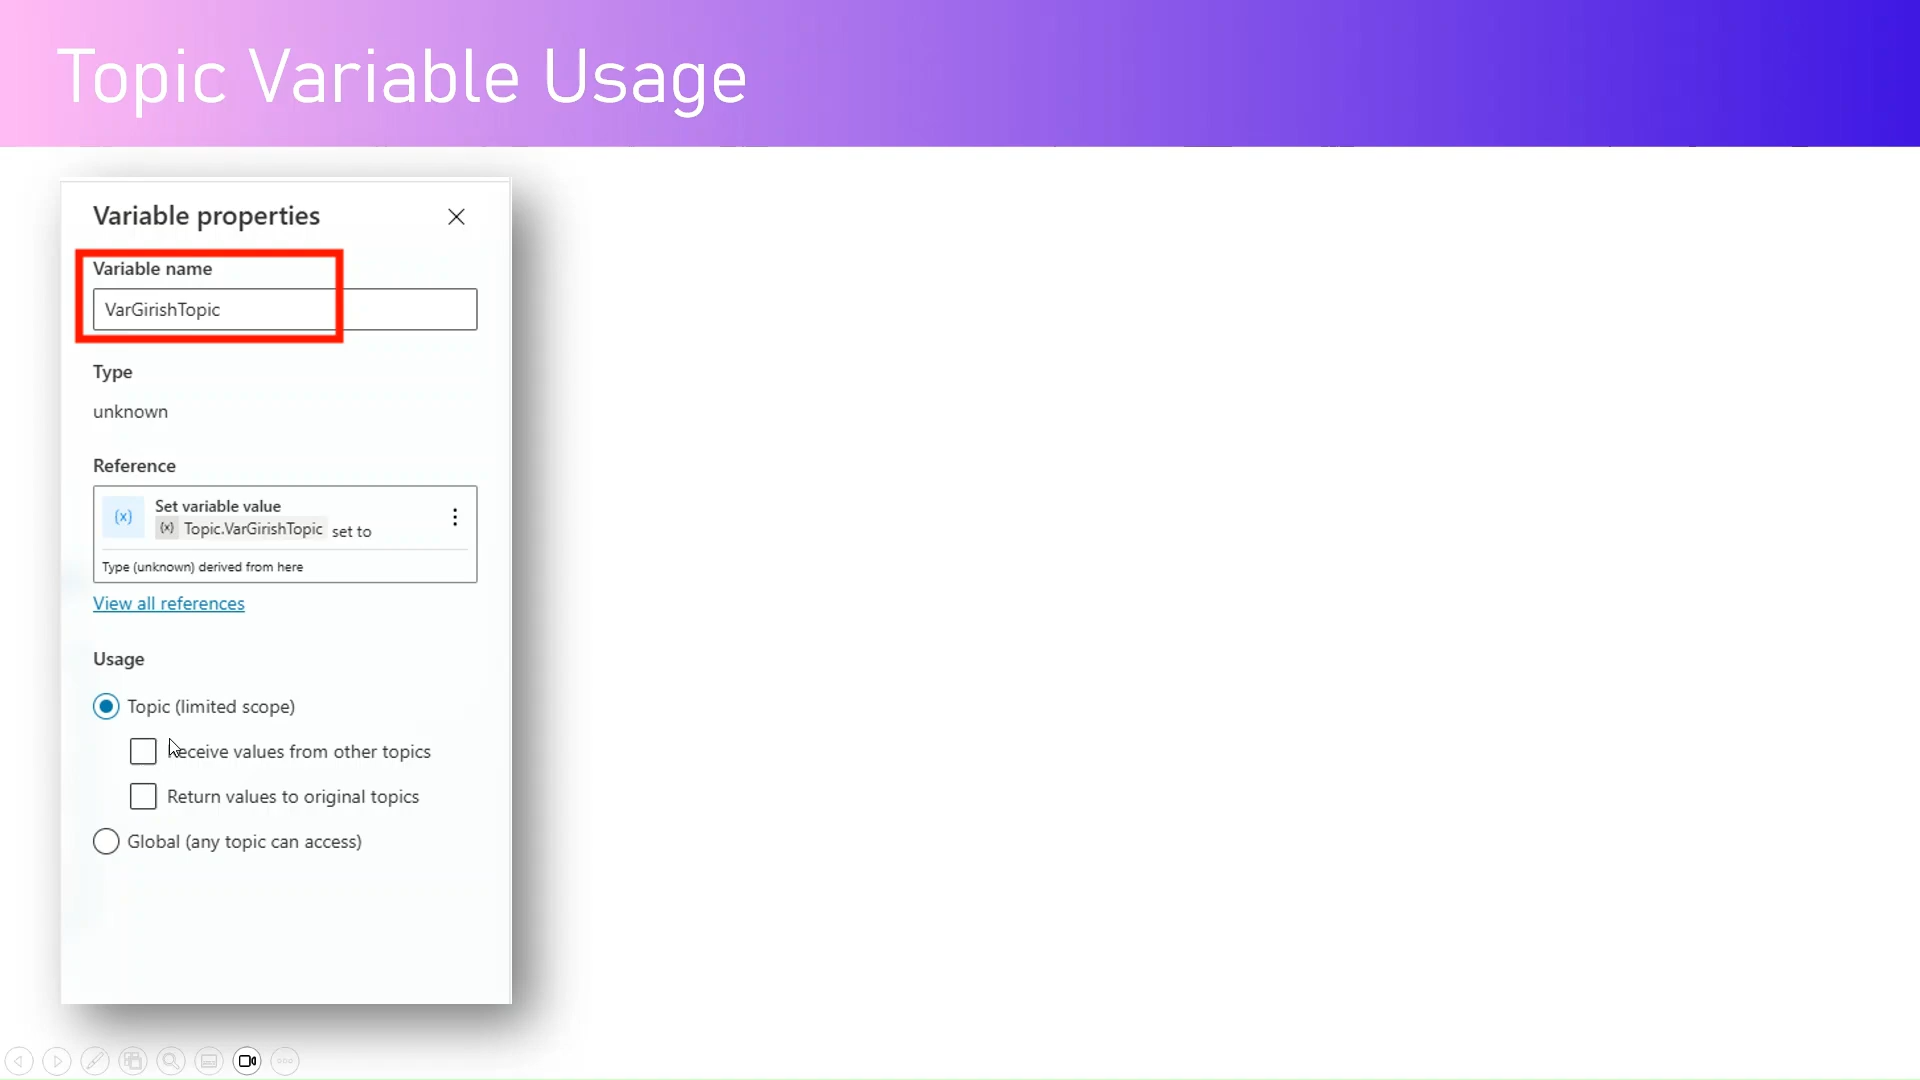 Topic Variable Usage
Variable properties
Variable name
VarGirishTopic
Type
unknown
Reference
(x)
Set variable value
(x) Topic.VarGirishTopic set to
Type (unknown) derived from here
View all references
Usage
Topic (limited scope)
Receive values from other topics
Return values to original topics
Global (any topic can access)